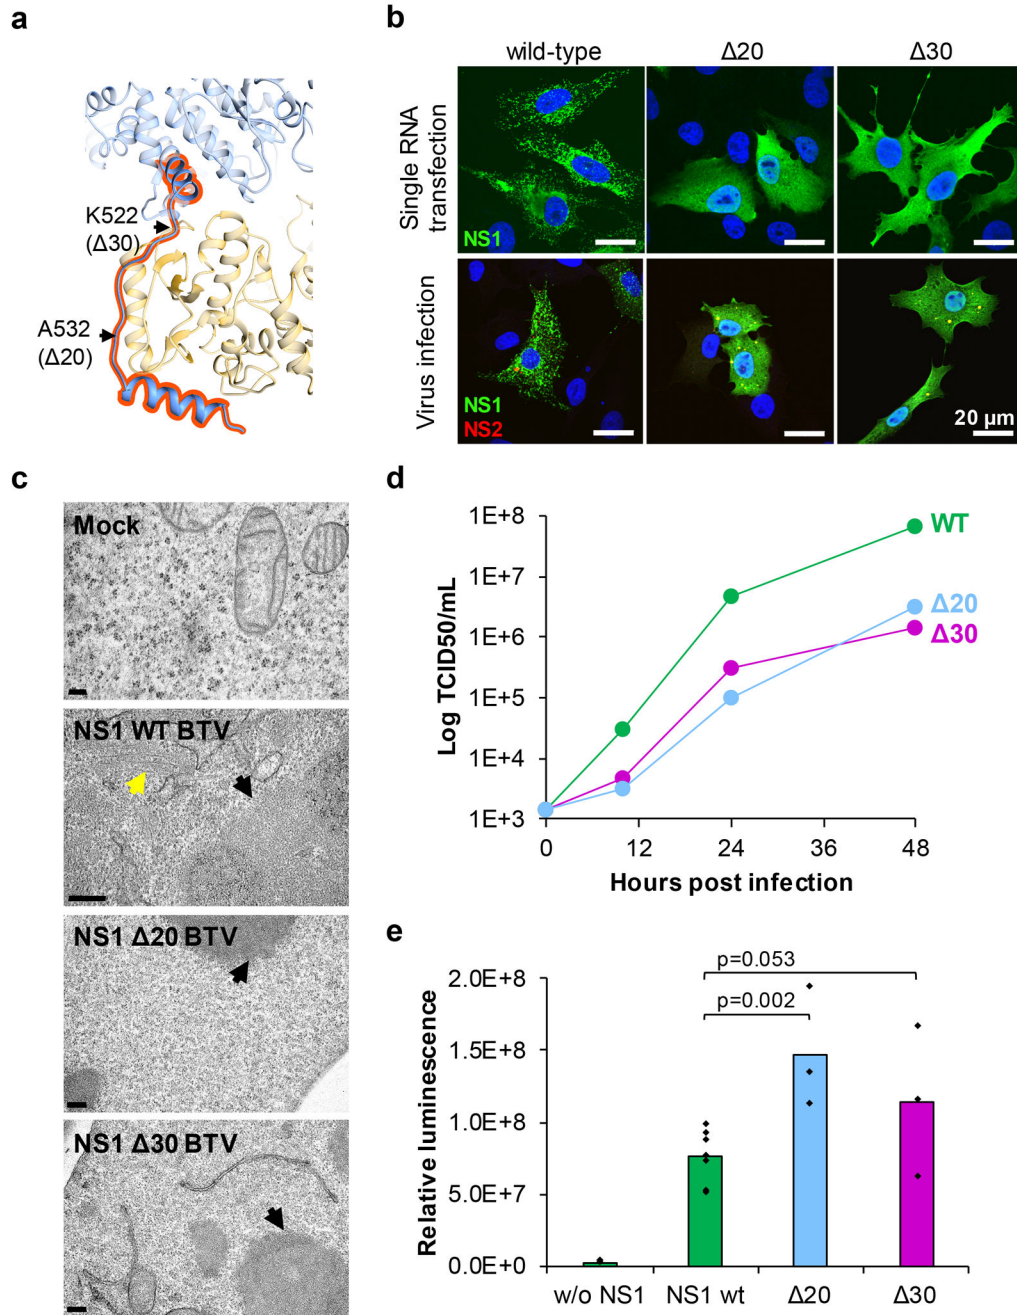 a
K522
(Δ30)
A532
(Δ20)
b
wild-type
Δ20
Δ30
Single RNA
transfection
NS1
Virus infection
NS1
NS2
20 µm
c
Mock
NS1 WT BTV
NS1 Δ20 BTV
NS1 Δ30 BTV
d
Log TCID50/mL
1E+8
1E+7
1E+6
1E+5
1E+4
1E+3
WT
Δ20
Δ30
0
12
24
36
48
Hours post infection
e
Relative luminescence
2.0E+8
1.5E+8
1.0E+8
5.0E+7
0.0E+0
p=0.053
p=0.002
w/o NS1
NS1 wt
Δ20
Δ30